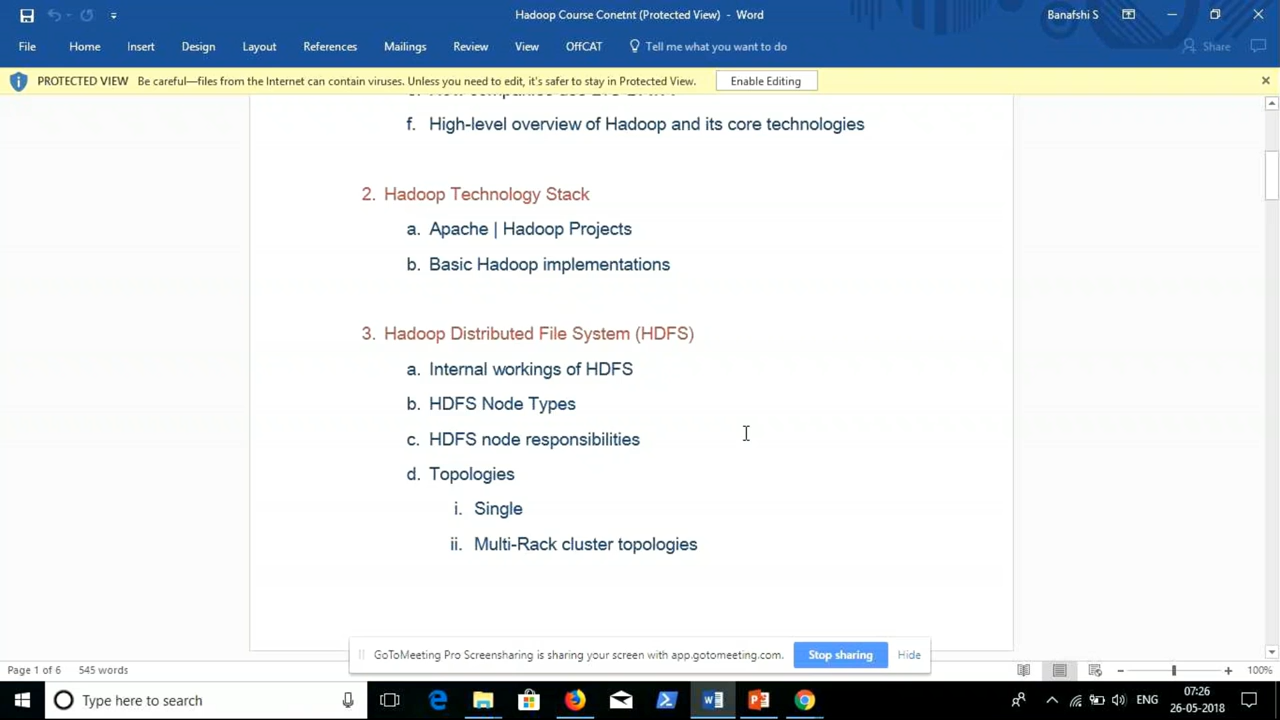 Hadoop Course Conetnt (Protected View) - Word
Banafshi S
File Home Insert Design Layout References Mailings Review View OffCAT Tell me what you want to do Share
PROTECTED VIEW Be careful—files from the Internet can contain viruses. Unless you need to edit, it's safer to stay in Protected View. Enable Editing
f. High-level overview of Hadoop and its core technologies
2. Hadoop Technology Stack
a. Apache | Hadoop Projects
b. Basic Hadoop implementations
3. Hadoop Distributed File System (HDFS)
a. Internal workings of HDFS
b. HDFS Node Types
c. HDFS node responsibilities
d. Topologies
i. Single
ii. Multi-Rack cluster topologies
GoToMeeting Pro Screensharing is sharing your screen with app.gotomeeting.com. Stop sharing Hide
Page 1 of 6 545 words 100%
Type here to search ENG 07:26
26-05-2018